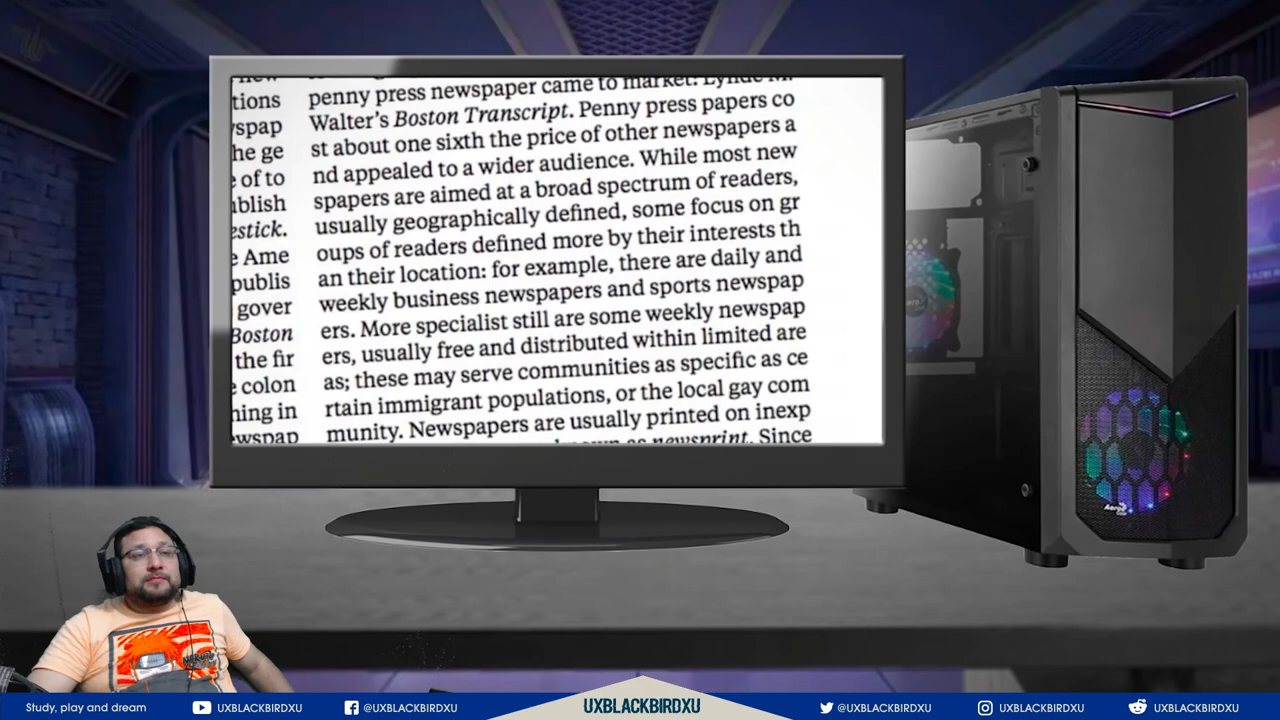 tions
he ge
e of to
estick.
Ame
publis
gover
Boston
the fir
colon
ning in
penny press newspaper came to market: Lynde M.
Walter's Boston Transcript. Penny press papers co
st about one sixth the price of other newspapers a
nd appealed to a wider audience. While most new
spapers are aimed at a broad spectrum of readers,
usually geographically defined, some focus on gr
oups of readers defined more by their interests th
an their location: for example, there are daily and
weekly business newspapers and sports newspap
ers. More specialist still are some weekly newspap
ers, usually free and distributed within limited are
as; these may serve communities as specific as ce
rtain immigrant populations, or the local gay com
munity. Newspapers are usually printed on inexp
known as newsprint. Since
Study, play and dream
UXBLACKBIRDXU
@UXBLACKBIRDXU
UXBLACKBIRDXU
@UXBLACKBIRDXU
UXBLACKBIRDXU
UXBLACKBIRDXU